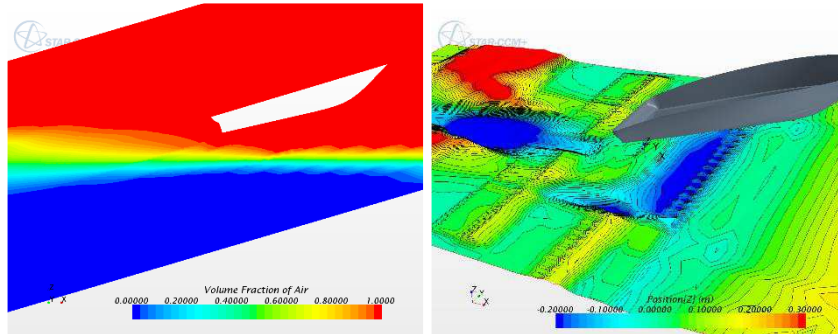 STAR-CCM+
Volume Fraction of Air
0.00000 0.20000 0.40000 0.60000 0.80000 1.0000
Z
Y X
STAR-CCM+
Position[Z] (m)
-0.20000 -0.10000 0.00000 0.10000 0.20000 0.30000
Z Y
X